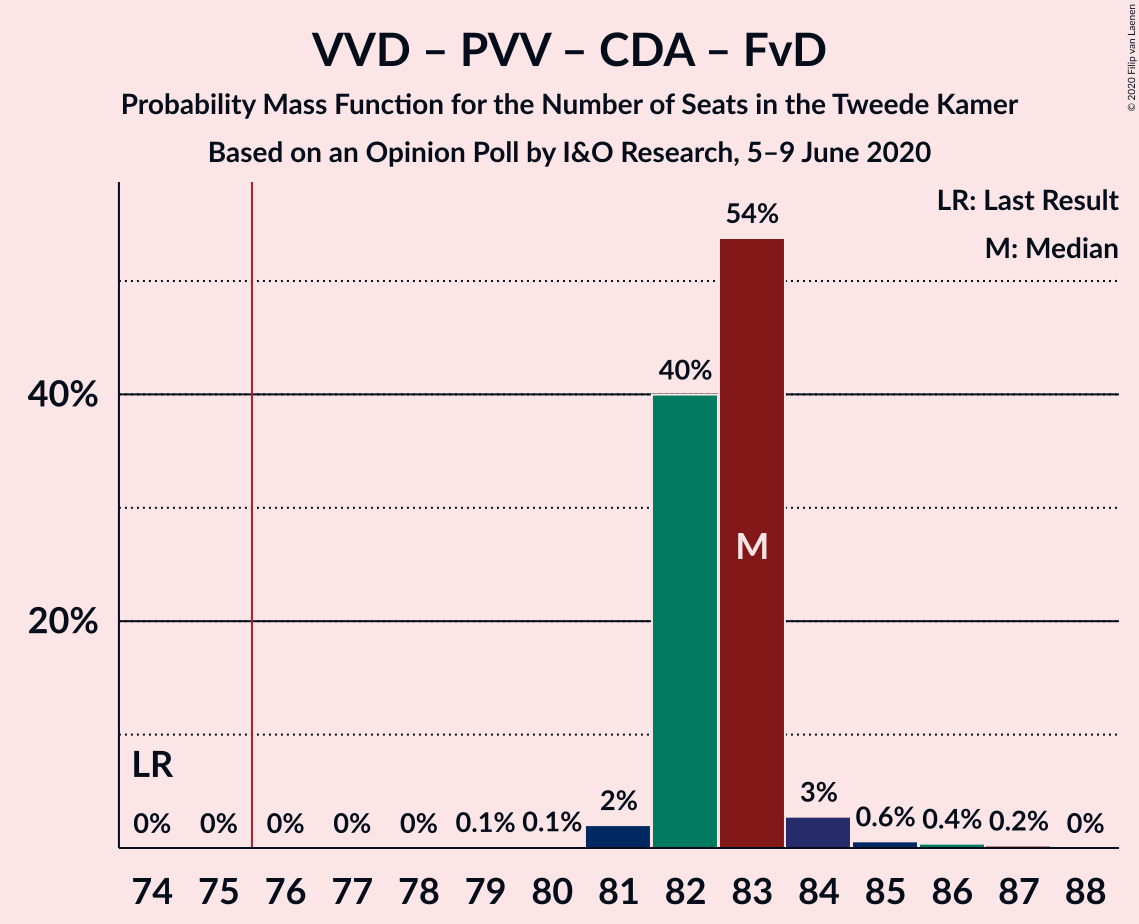 VVD – PVV – CDA – FvD
Probability Mass Function for the Number of Seats in the Tweede Kamer
Based on an Opinion Poll by I&O Research, 5–9 June 2020
© 2020 Filip van Laenen
LR: Last Result
M: Median
54%
40%
40%
M
20%
LR
0% 0% 0% 0% 0% 0.1% 0.1% 2% 3% 0.6% 0.4% 0.2% 0%
74 75 76 77 78 79 80 81 82 83 84 85 86 87 88